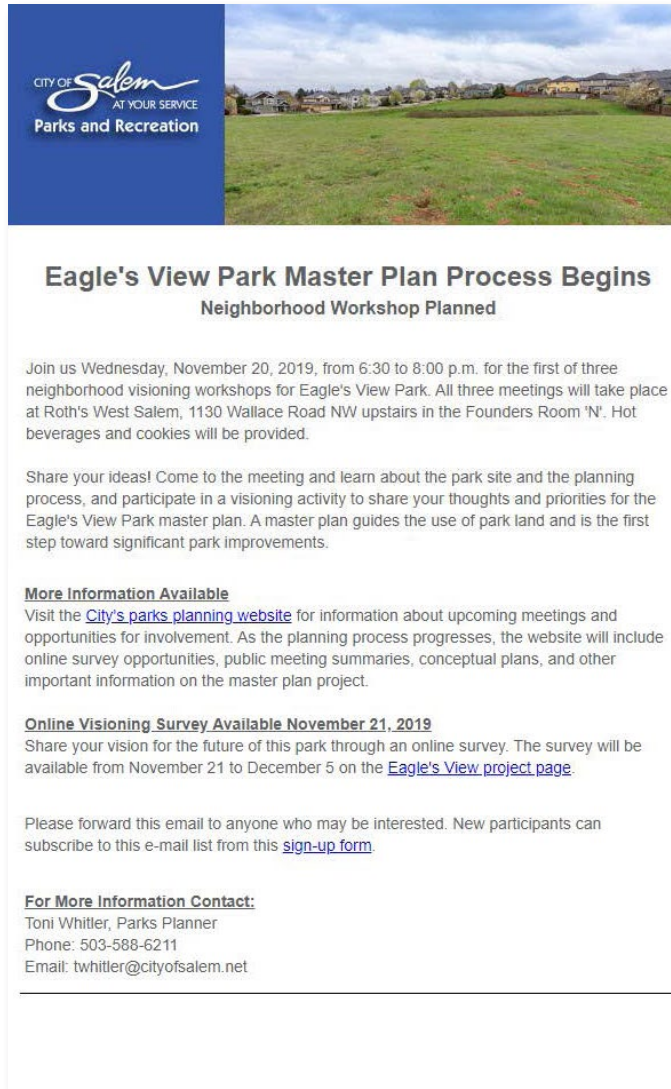 CITY OF Salem
AT YOUR SERVICE
Parks and Recreation
Eagle's View Park Master Plan Process Begins
Neighborhood Workshop Planned
Join us Wednesday, November 20, 2019, from 6:30 to 8:00 p.m. for the first of three
neighborhood visioning workshops for Eagle's View Park. All three meetings will take place
at Roth's West Salem, 1130 Wallace Road NW upstairs in the Founders Room 'N'. Hot
beverages and cookies will be provided.
Share your ideas! Come to the meeting and learn about the park site and the planning
process, and participate in a visioning activity to share your thoughts and priorities for the
Eagle's View Park master plan. A master plan guides the use of park land and is the first
step toward significant park improvements.
More Information Available
Visit the City's parks planning website for information about upcoming meetings and
opportunities for involvement. As the planning process progresses, the website will include
online survey opportunities, public meeting summaries, conceptual plans, and other
important information on the master plan project.
Online Visioning Survey Available November 21, 2019
Share your vision for the future of this park through an online survey. The survey will be
available from November 21 to December 5 on the Eagle's View project page.
Please forward this email to anyone who may be interested. New participants can
subscribe to this e-mail list from this sign-up form.
For More Information Contact:
Toni Whitler, Parks Planner
Phone: 503-588-6211
Email: twhitler@cityofsalem.net